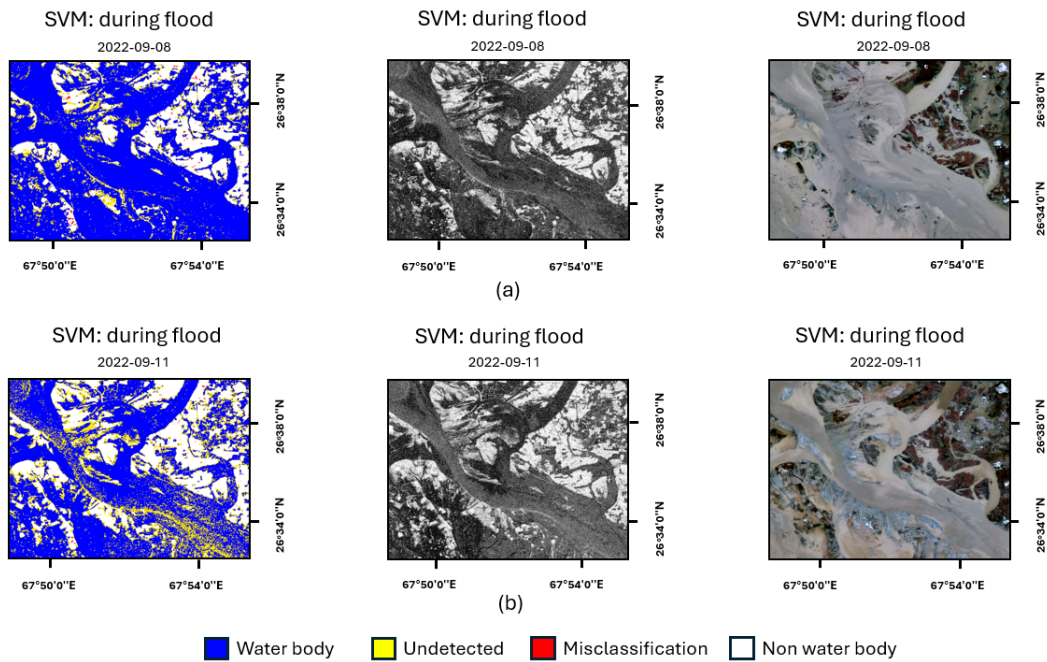 SVM: during flood
2022-09-08
26°38'0''N
26°34'0''N
67°50'0''E
67°54'0''E
SVM: during flood
2022-09-08
26°38'0''N
26°34'0''N
67°50'0''E
67°54'0''E
SVM: during flood
2022-09-08
26°38'0''N
26°34'0''N
67°50'0''E
67°54'0''E
(a)
SVM: during flood
2022-09-11
26°38'0''N
26°34'0''N
67°50'0''E
67°54'0''E
SVM: during flood
2022-09-11
26°38'0''N
26°34'0''N
67°50'0''E
67°54'0''E
SVM: during flood
2022-09-11
26°38'0''N
26°34'0''N
67°50'0''E
67°54'0''E
(b)
Water body
Undetected
Misclassification
Non water body